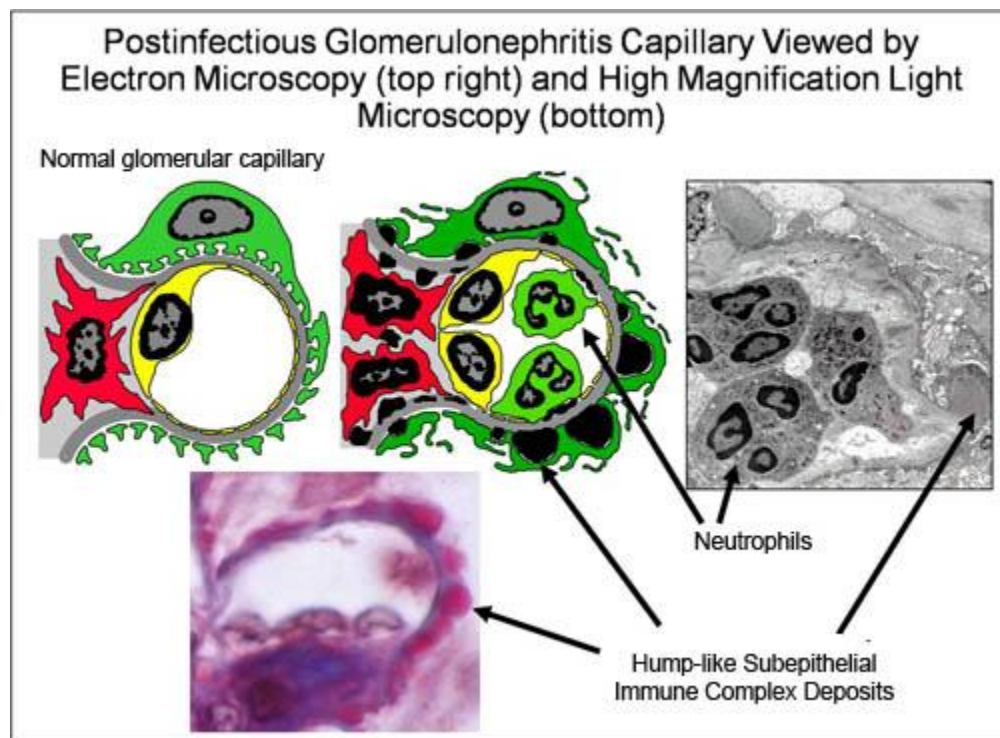 Postinfectious Glomerulonephritis Capillary Viewed by
Electron Microscopy (top right) and High Magnification Light
Microscopy (bottom)
Normal glomerular capillary
Neutrophils
Hump-like Subepithelial
Immune Complex Deposits